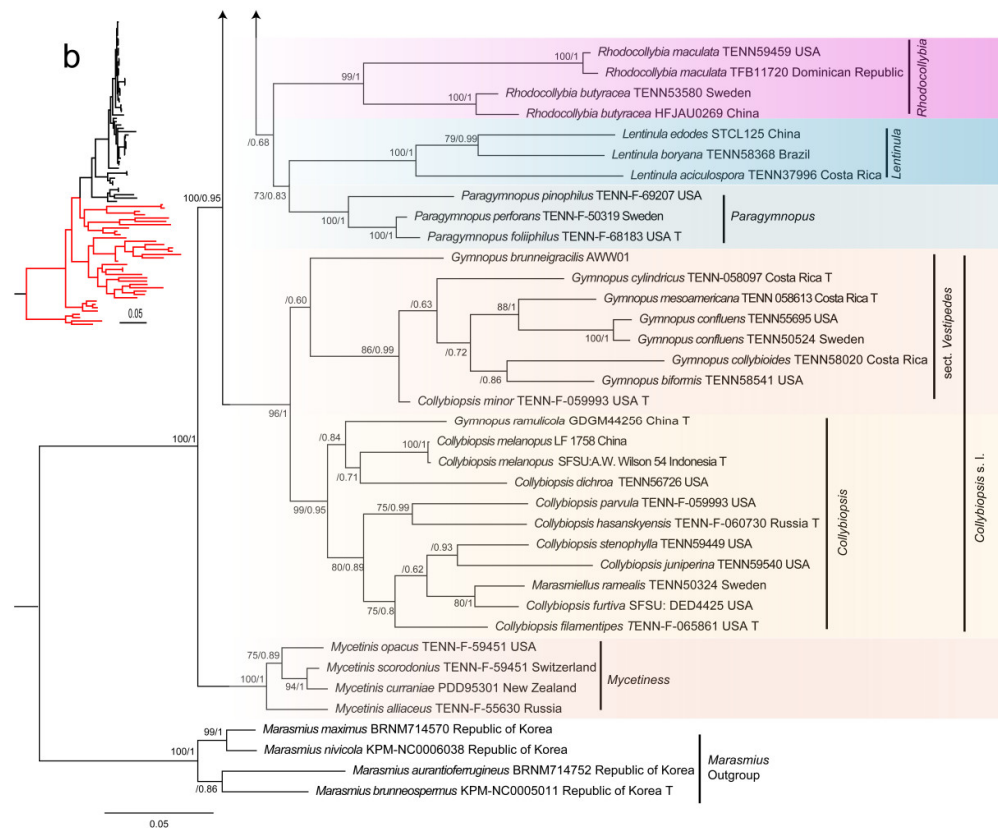 b
0.05
Rhodocollybia maculata TENN59459 USA
100/1
Rhodocollybia maculata TFB11720 Dominican Republic
99/1
Rhodocollybia butyracea TENN53580 Sweden
100/1
Rhodocollybia butyracea HFJAU0269 China
Rhodocollybia
/0.68
Lentinula edodes STCL125 China
79/0.99
Lentinula boryana TENN58368 Brazil
100/1
Lentinula aciculospora TENN37996 Costa Rica
Lentinula
73/0.83
100/0.95
Paragymnopus pinophilus TENN-F-69207 USA
100/1
Paragymnopus perforans TENN-F-50319 Sweden
100/1
Paragymnopus foliiphilus TENN-F-68183 USA T
Paragymnopus
Gymnopus brunneigracilis AWW01
Gymnopus cylindricus TENN-058097 Costa Rica T
/0.60
/0.63
Gymnopus mesoamericana TENN 058613 Costa Rica T
88/1
Gymnopus confluens TENN55695 USA
100/1
Gymnopus confluens TENN50524 Sweden
86/0.99
/0.72
Gymnopus collybioides TENN58020 Costa Rica
/0.86
Gymnopus biformis TENN58541 USA
Collybiopsis minor TENN-F-059993 USA T
sect. Vestipedes
96/1
Gymnopus ramulicola GDGM44256 China T
/0.84
Collybiopsis melanopus LF 1758 China
100/1
Collybiopsis melanopus SFSU:A.W. Wilson 54 Indonesia T
/0.71
Collybiopsis dichroa TENN56726 USA
100/1
99/0.95
Collybiopsis parvula TENN-F-059993 USA
75/0.99
Collybiopsis hasanskyensis TENN-F-060730 Russia T
Collybiopsis stenophylla TENN59449 USA
/0.93
80/0.89
Collybiopsis juniperina TENN59540 USA
/0.62
Marasmiellus ramealis TENN50324 Sweden
80/1
Collybiopsis furtiva SFSU: DED4425 USA
75/0.8
Collybiopsis filamentipes TENN-F-065861 USA T
Collybiopsis
Collybiopsis s. l.
Mycetinis opacus TENN-F-59451 USA
75/0.89
Mycetinis scorodonius TENN-F-59451 Switzerland
100/1
94/1
Mycetinis curraniae PDD95301 New Zealand
Mycetinis alliaceus TENN-F-55630 Russia
Mycetiness
Marasmius maximus BRNM714570 Republic of Korea
99/1
Marasmius nivicola KPM-NC0006038 Republic of Korea
100/1
Marasmius aurantioferrugineus BRNM714752 Republic of Korea
/0.86
Marasmius brunneospermus KPM-NC0005011 Republic of Korea T
Marasmius
Outgroup
0.05